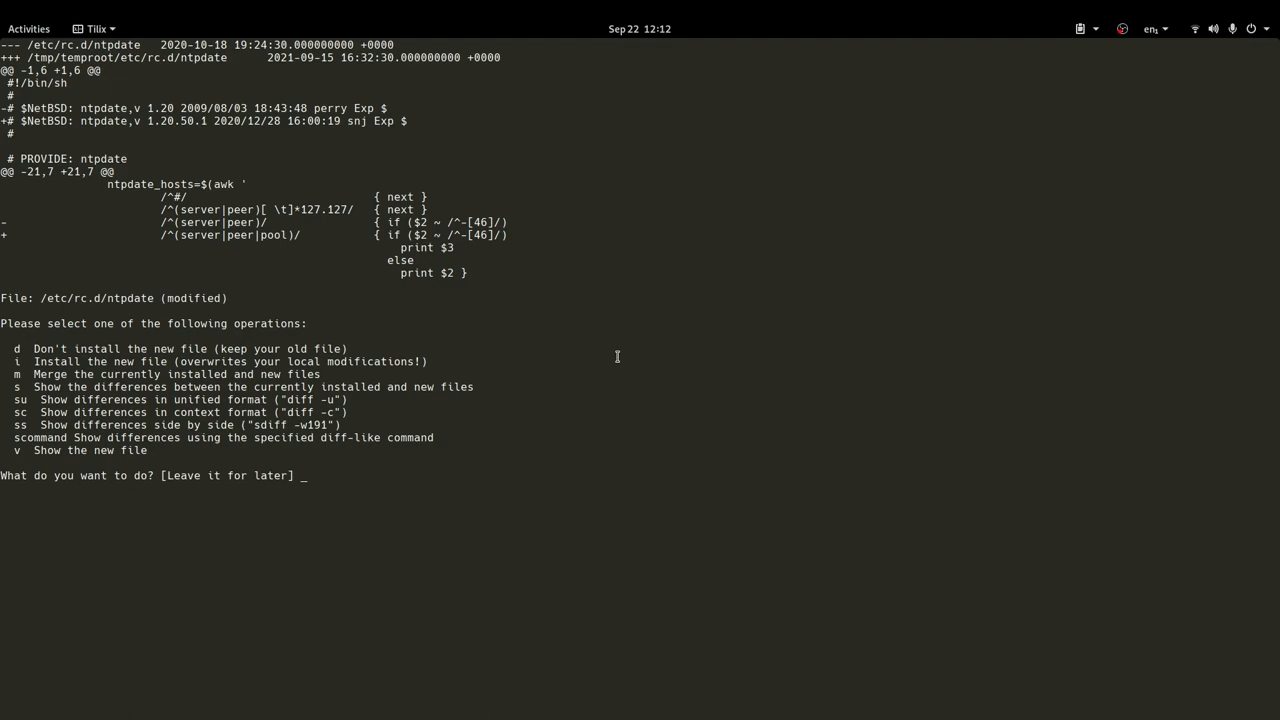 Activities Tilix Sep 22 12:12 en₁
--- /etc/rc.d/ntpdate   2020-10-18 19:24:30.000000000 +0000
+++ /tmp/temproot/etc/rc.d/ntpdate      2021-09-15 16:32:30.000000000 +0000
@@ -1,6 +1,6 @@
 #!/bin/sh
 #
-# $NetBSD: ntpdate,v 1.20 2009/08/03 18:43:48 perry Exp $
+# $NetBSD: ntpdate,v 1.20.50.1 2020/12/28 16:00:19 snj Exp $
 #

 # PROVIDE: ntpdate
@@ -21,7 +21,7 @@
                ntpdate_hosts=$(awk '
                        /^#/                            { next }
                        /^(server|peer)[ \t]*127.127/   { next }
-                       /^(server|peer)/                { if ($2 ~ /^-[46]/)
+                       /^(server|peer|pool)/           { if ($2 ~ /^-[46]/)
                                                            print $3
                                                          else
                                                            print $2 }

File: /etc/rc.d/ntpdate (modified)

Please select one of the following operations:

  d  Don't install the new file (keep your old file)
  i  Install the new file (overwrites your local modifications!)
  m  Merge the currently installed and new files
  s  Show the differences between the currently installed and new files
  su  Show differences in unified format ("diff -u")
  sc  Show differences in context format ("diff -c")
  ss  Show differences side by side ("sdiff -w191")
  scommand Show differences using the specified diff-like command
  v  Show the new file

What do you want to do? [Leave it for later] _